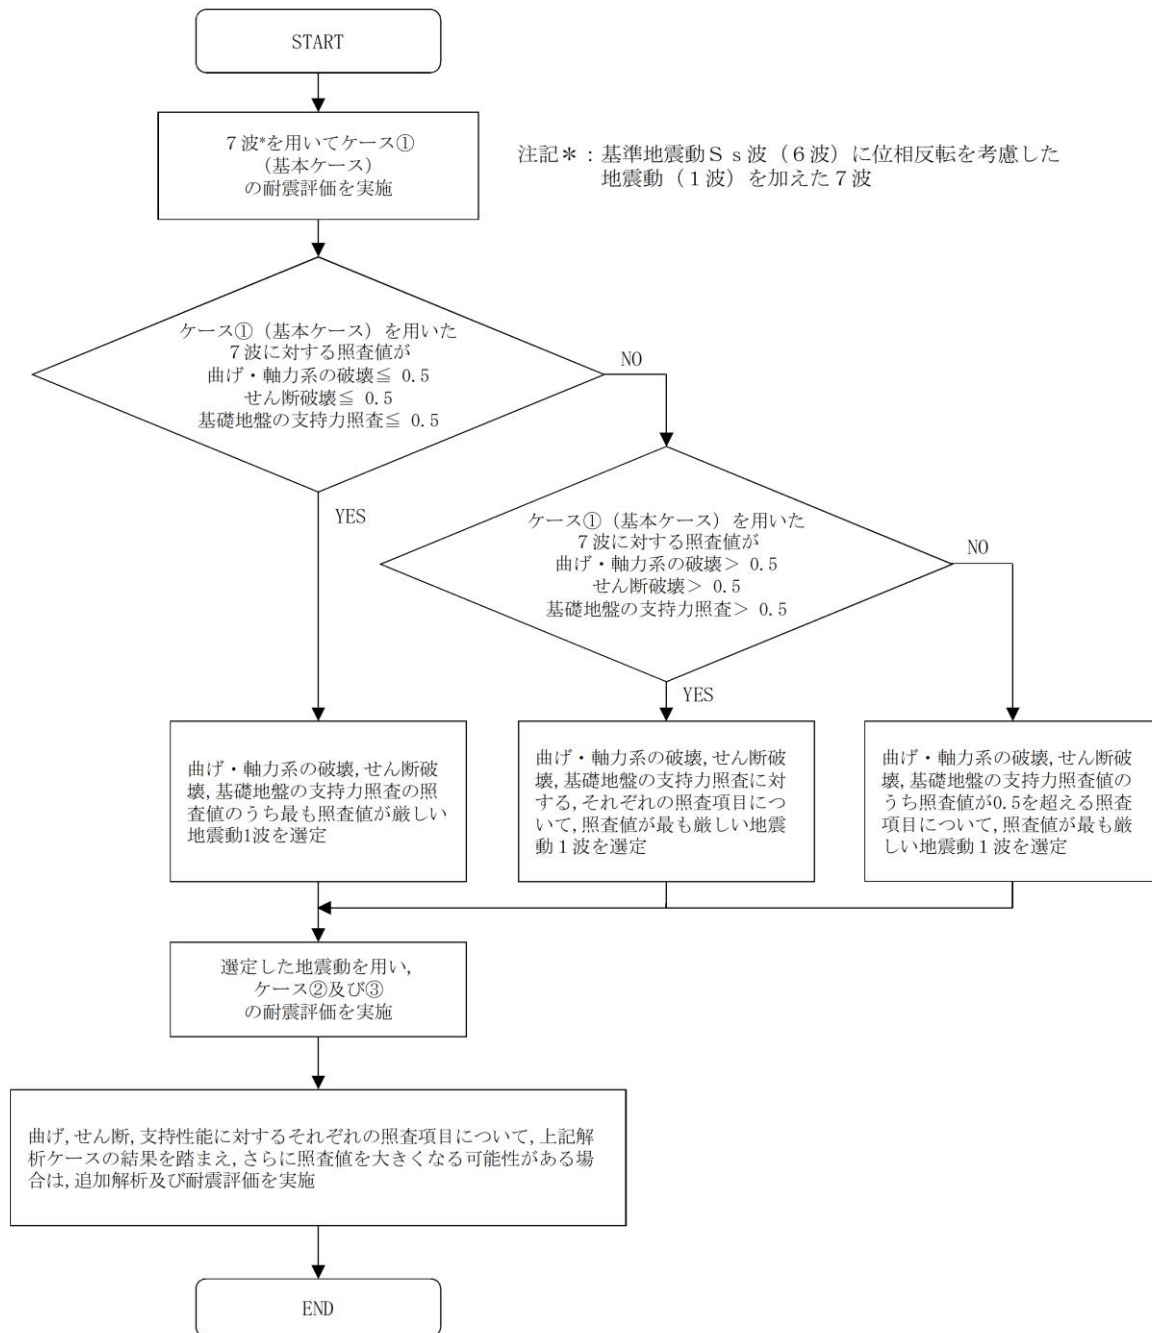 START
7波*を用いてケース①
(基本ケース)
の耐震評価を実施
注記*:基準地震動Ss波(6波)に位相反転を考慮した
地震動(1波)を加えた7波
ケース①(基本ケース)を用いた
7波に対する照査値が
曲げ・軸力系の破壊≦ 0.5
せん断破壊≦ 0.5
基礎地盤の支持力照査≦ 0.5
NO
YES
ケース①(基本ケース)を用いた
7波に対する照査値が
曲げ・軸力系の破壊> 0.5
せん断破壊> 0.5
基礎地盤の支持力照査> 0.5
NO
YES
曲げ・軸力系の破壊,せん断破
壊,基礎地盤の支持力照査の照
査値のうち最も照査値が厳しい
地震動1波を選定
曲げ・軸力系の破壊,せん断破
壊,基礎地盤の支持力照査に対
する,それぞれの照査項目につ
いて,照査値が最も厳しい地震
動1波を選定
曲げ・軸力系の破壊,せん断破
壊,基礎地盤の支持力照査値の
うち照査値が0.5を超える照査
項目について,照査値が最も厳
しい地震動1波を選定
選定した地震動を用い,
ケース②及び③
の耐震評価を実施
曲げ,せん断,支持性能に対するそれぞれの照査項目について,上記解
析ケースの結果を踏まえ,さらに照査値を大きくなる可能性がある場
合は,追加解析及び耐震評価を実施
END